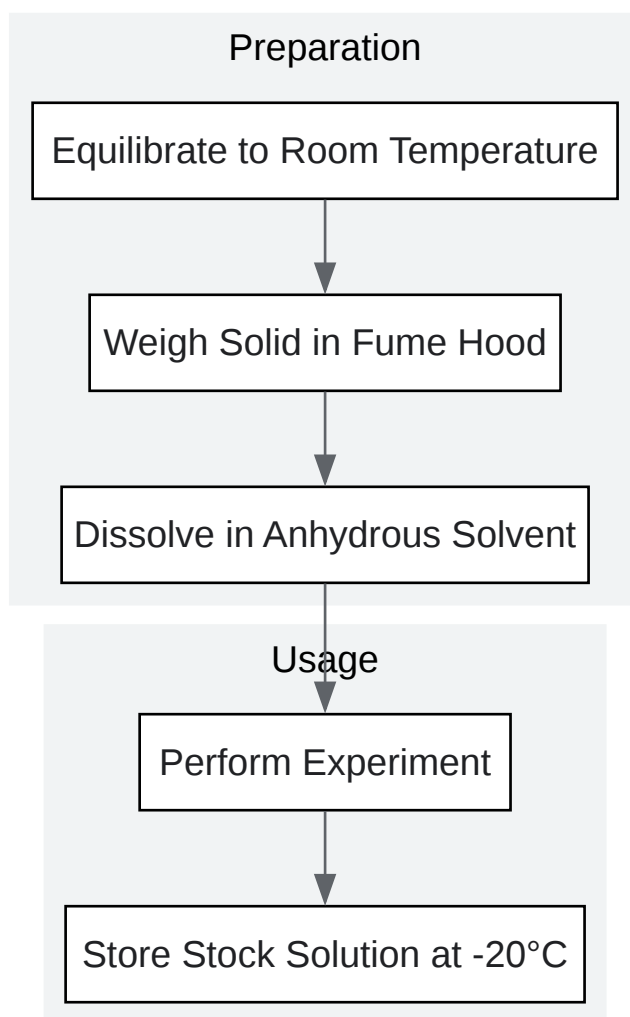 Preparation
Equilibrate to Room Temperature
Weigh Solid in Fume Hood
Dissolve in Anhydrous Solvent
Usage
Perform Experiment
Store Stock Solution at -20°C